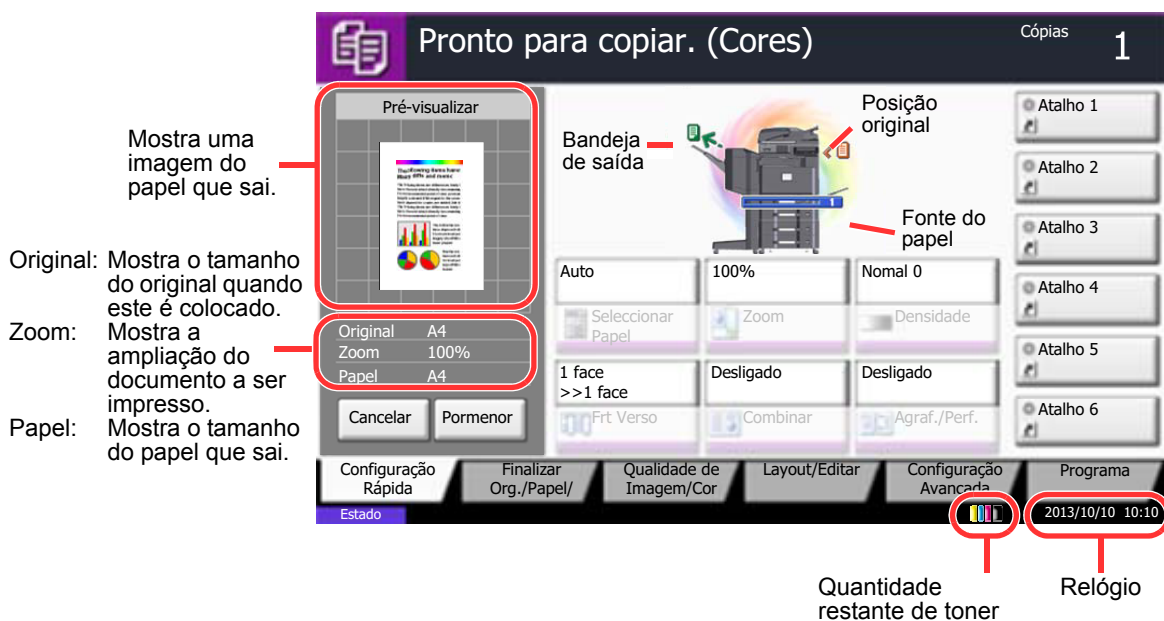 Pronto para copiar. (Cores)
Cópias
1
Pré-visualizar
Mostra uma
imagem do
papel que sai.
Original: Mostra o tamanho
do original quando
este é colocado.
Zoom: Mostra a
ampliação do
documento a ser
impresso.
Papel: Mostra o tamanho
do papel que sai.
Original A4
Zoom 100%
Papel A4
Cancelar
Pormenor
Bandeja
de saída
Posição
original
1
Fonte do
papel
Auto
Seleccionar
Papel
100%
Zoom
Nomal 0
Densidade
1 face
>>1 face
Frt Verso
Desligado
Combinar
Desligado
Agraf./Perf.
Atalho 1
Atalho 2
Atalho 3
Atalho 4
Atalho 5
Atalho 6
Configuração
Rápida
Finalizar
Org./Papel/
Qualidade de
Imagem/Cor
Layout/Editar
Configuração
Avançada
Programa
Estado
2013/10/10 10:10
Quantidade
restante de toner
Relógio